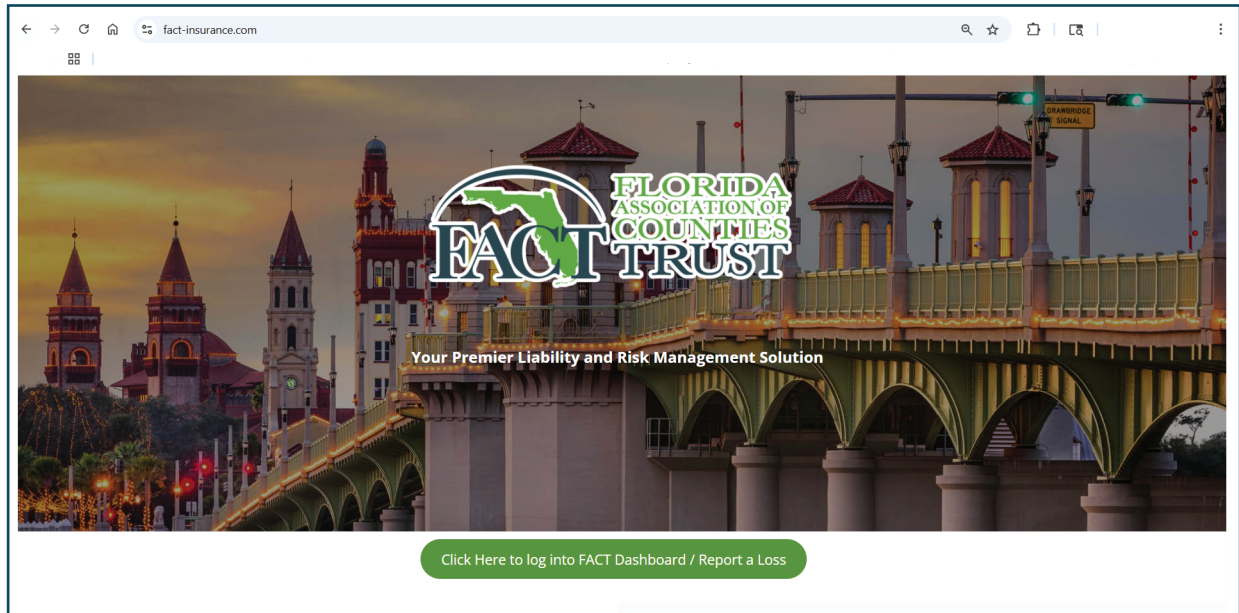 fact-insurance.com
DRAWBRIDGE
SIGNAL
FACT
FLORIDA
ASSOCIATION OF
COUNTIES
TRUST
Your Premier Liability and Risk Management Solution
Click Here to log into FACT Dashboard / Report a Loss